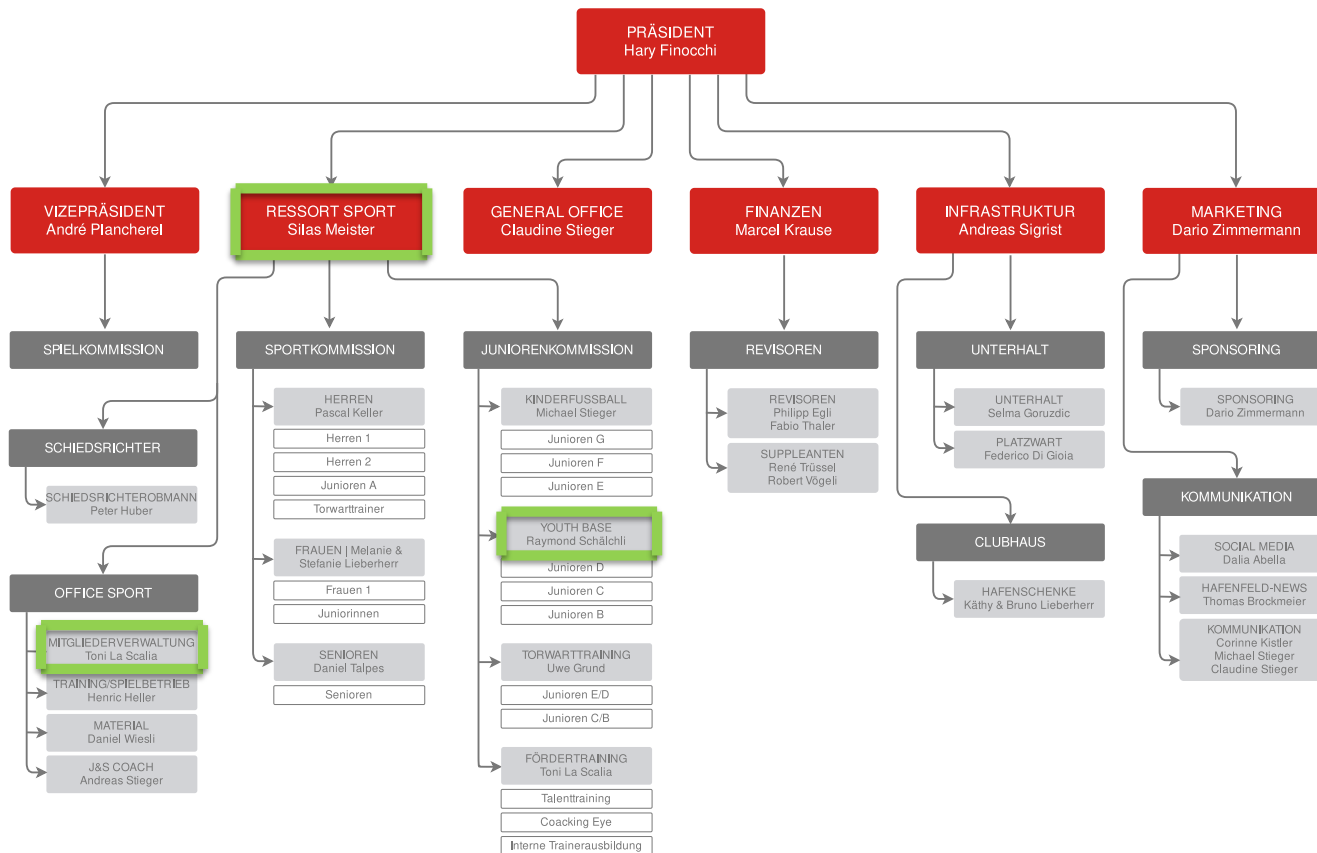 PRÄSIDENT
Hary Finocchi
VIZEPRÄSIDENT
André Plancherel
RESSORT SPORT
Silas Meister
GENERAL OFFICE
Claudine Stieger
FINANZEN
Marcel Krause
INFRASTRUKTUR
Andreas Sigrist
MARKETING
Dario Zimmermann
SPIELKOMMISSION
SCHIEDSRICHTER
SCHIEDSRICHTEROBMANN
Peter Huber
OFFICE SPORT
MITGLIEDERVERWALTUNG
Toni La Scalia
TRAINING/SPIELBETRIEB
Henric Heller
MATERIAL
Daniel Wiesli
J&S COACH
Andreas Stieger
SPORTKOMMISSION
HERREN
Pascal Keller
Herren 1
Herren 2
Junioren A
Torwarttrainer
FRAUEN | Melanie &
Stefanie Lieberherr
Frauen 1
Juniorinnen
SENIOREN
Daniel Talpes
Senioren
JUNIORENKOMMISSION
KINDERFUSSBALL
Michael Stieger
Junioren G
Junioren F
Junioren E
YOUTH BASE
Raymond Schälchli
Junioren D
Junioren C
Junioren B
TORWARTTRAINING
Uwe Grund
Junioren E/D
Junioren C/B
FÖRDERTRAINING
Toni La Scalia
Talenttraining
Coacking Eye
Interne Trainerausbildung
REVISOREN
REVISOREN
Philipp Egli
Fabio Thaler
SUPPLEANTEN
René Trüssel
Robert Vögeli
UNTERHALT
UNTERHALT
Selma Goruzdic
PLATZWART
Federico Di Gioia
CLUBHAUS
HAFENSCHENKE
Käthy & Bruno Lieberherr
SPONSORING
SPONSORING
Dario Zimmermann
KOMMUNIKATION
SOCIAL MEDIA
Dalia Abella
HAFENFELD-NEWS
Thomas Brockmeier
KOMMUNIKATION
Corinne Kistler
Michael Stieger
Claudine Stieger